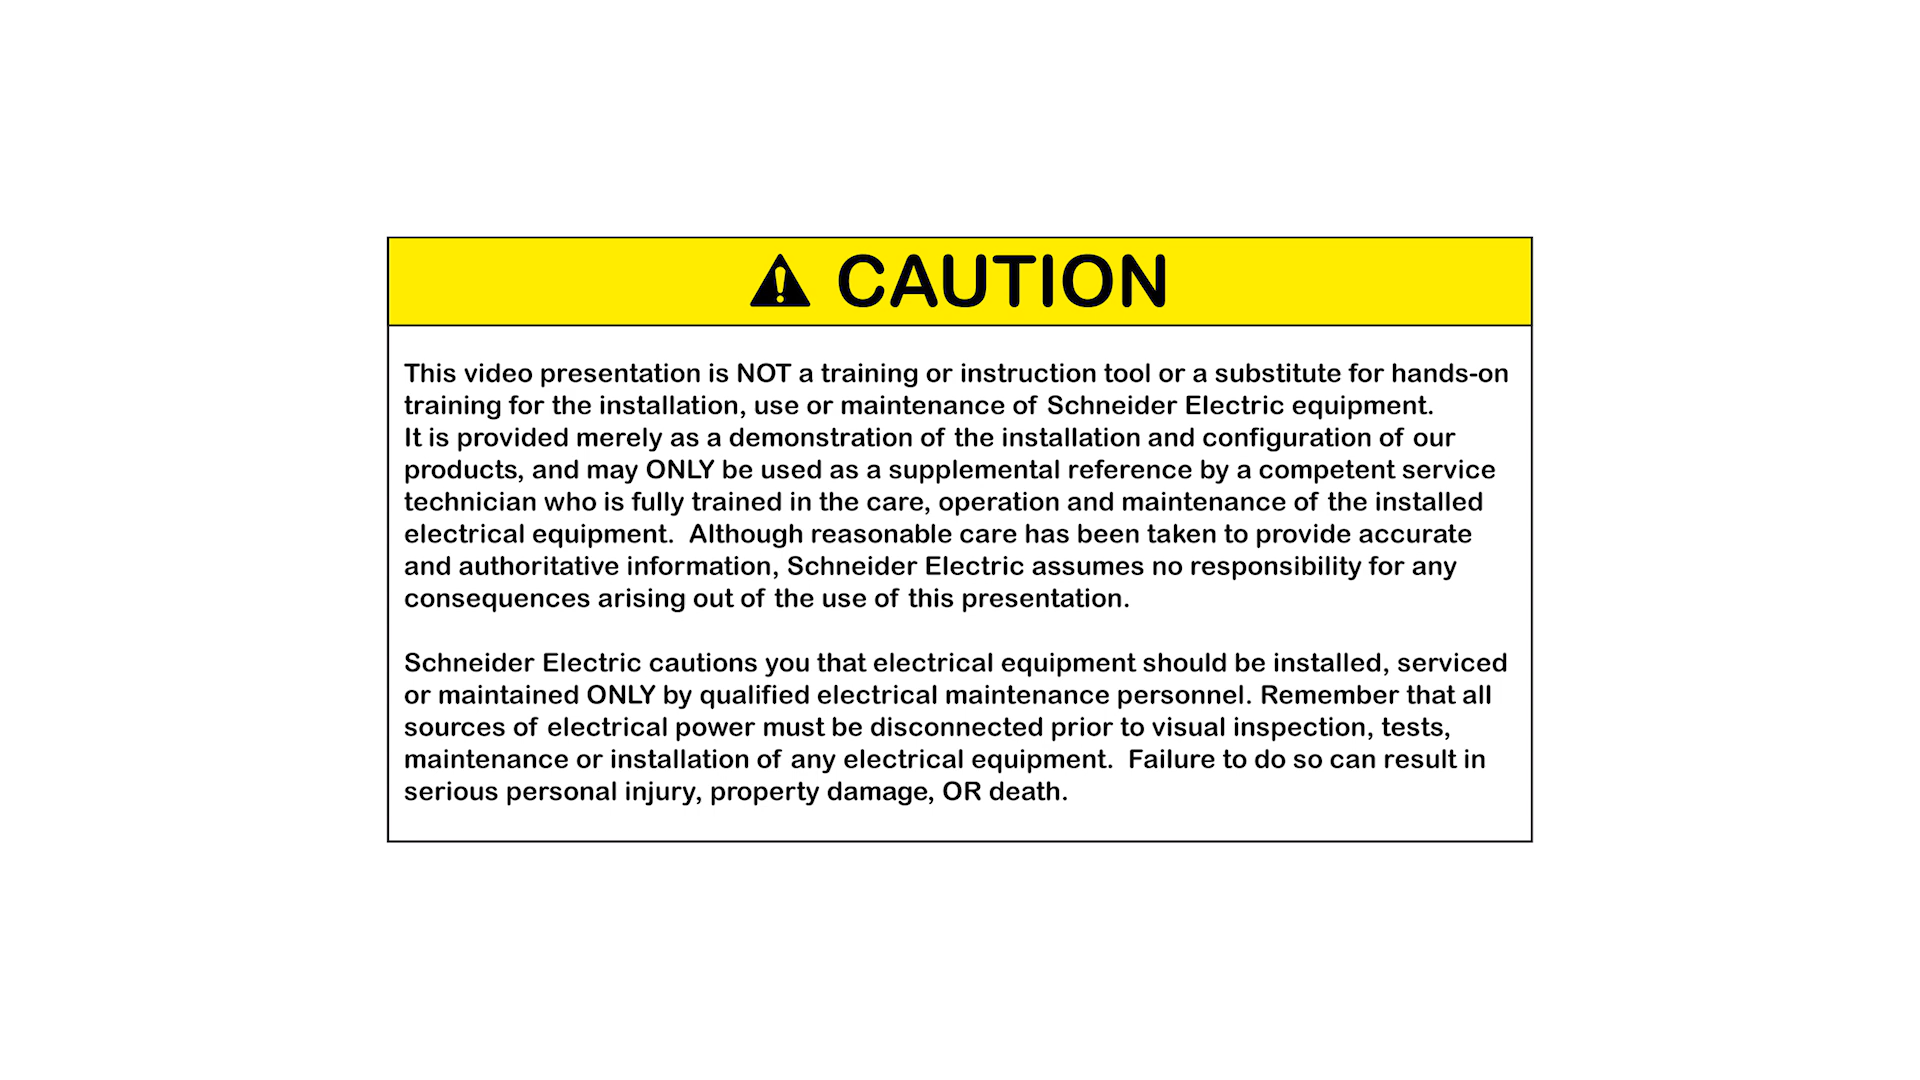 CAUTION
This video presentation is NOT a training or instruction tool or a substitute for hands-on
training for the installation, use or maintenance of Schneider Electric equipment.
It is provided merely as a demonstration of the installation and configuration of our
products, and may ONLY be used as a supplemental reference by a competent service
technician who is fully trained in the care, operation and maintenance of the installed
electrical equipment.  Although reasonable care has been taken to provide accurate
and authoritative information, Schneider Electric assumes no responsibility for any
consequences arising out of the use of this presentation.
Schneider Electric cautions you that electrical equipment should be installed, serviced
or maintained ONLY by qualified electrical maintenance personnel. Remember that all
sources of electrical power must be disconnected prior to visual inspection, tests,
maintenance or installation of any electrical equipment.  Failure to do so can result in
serious personal injury, property damage, OR death.